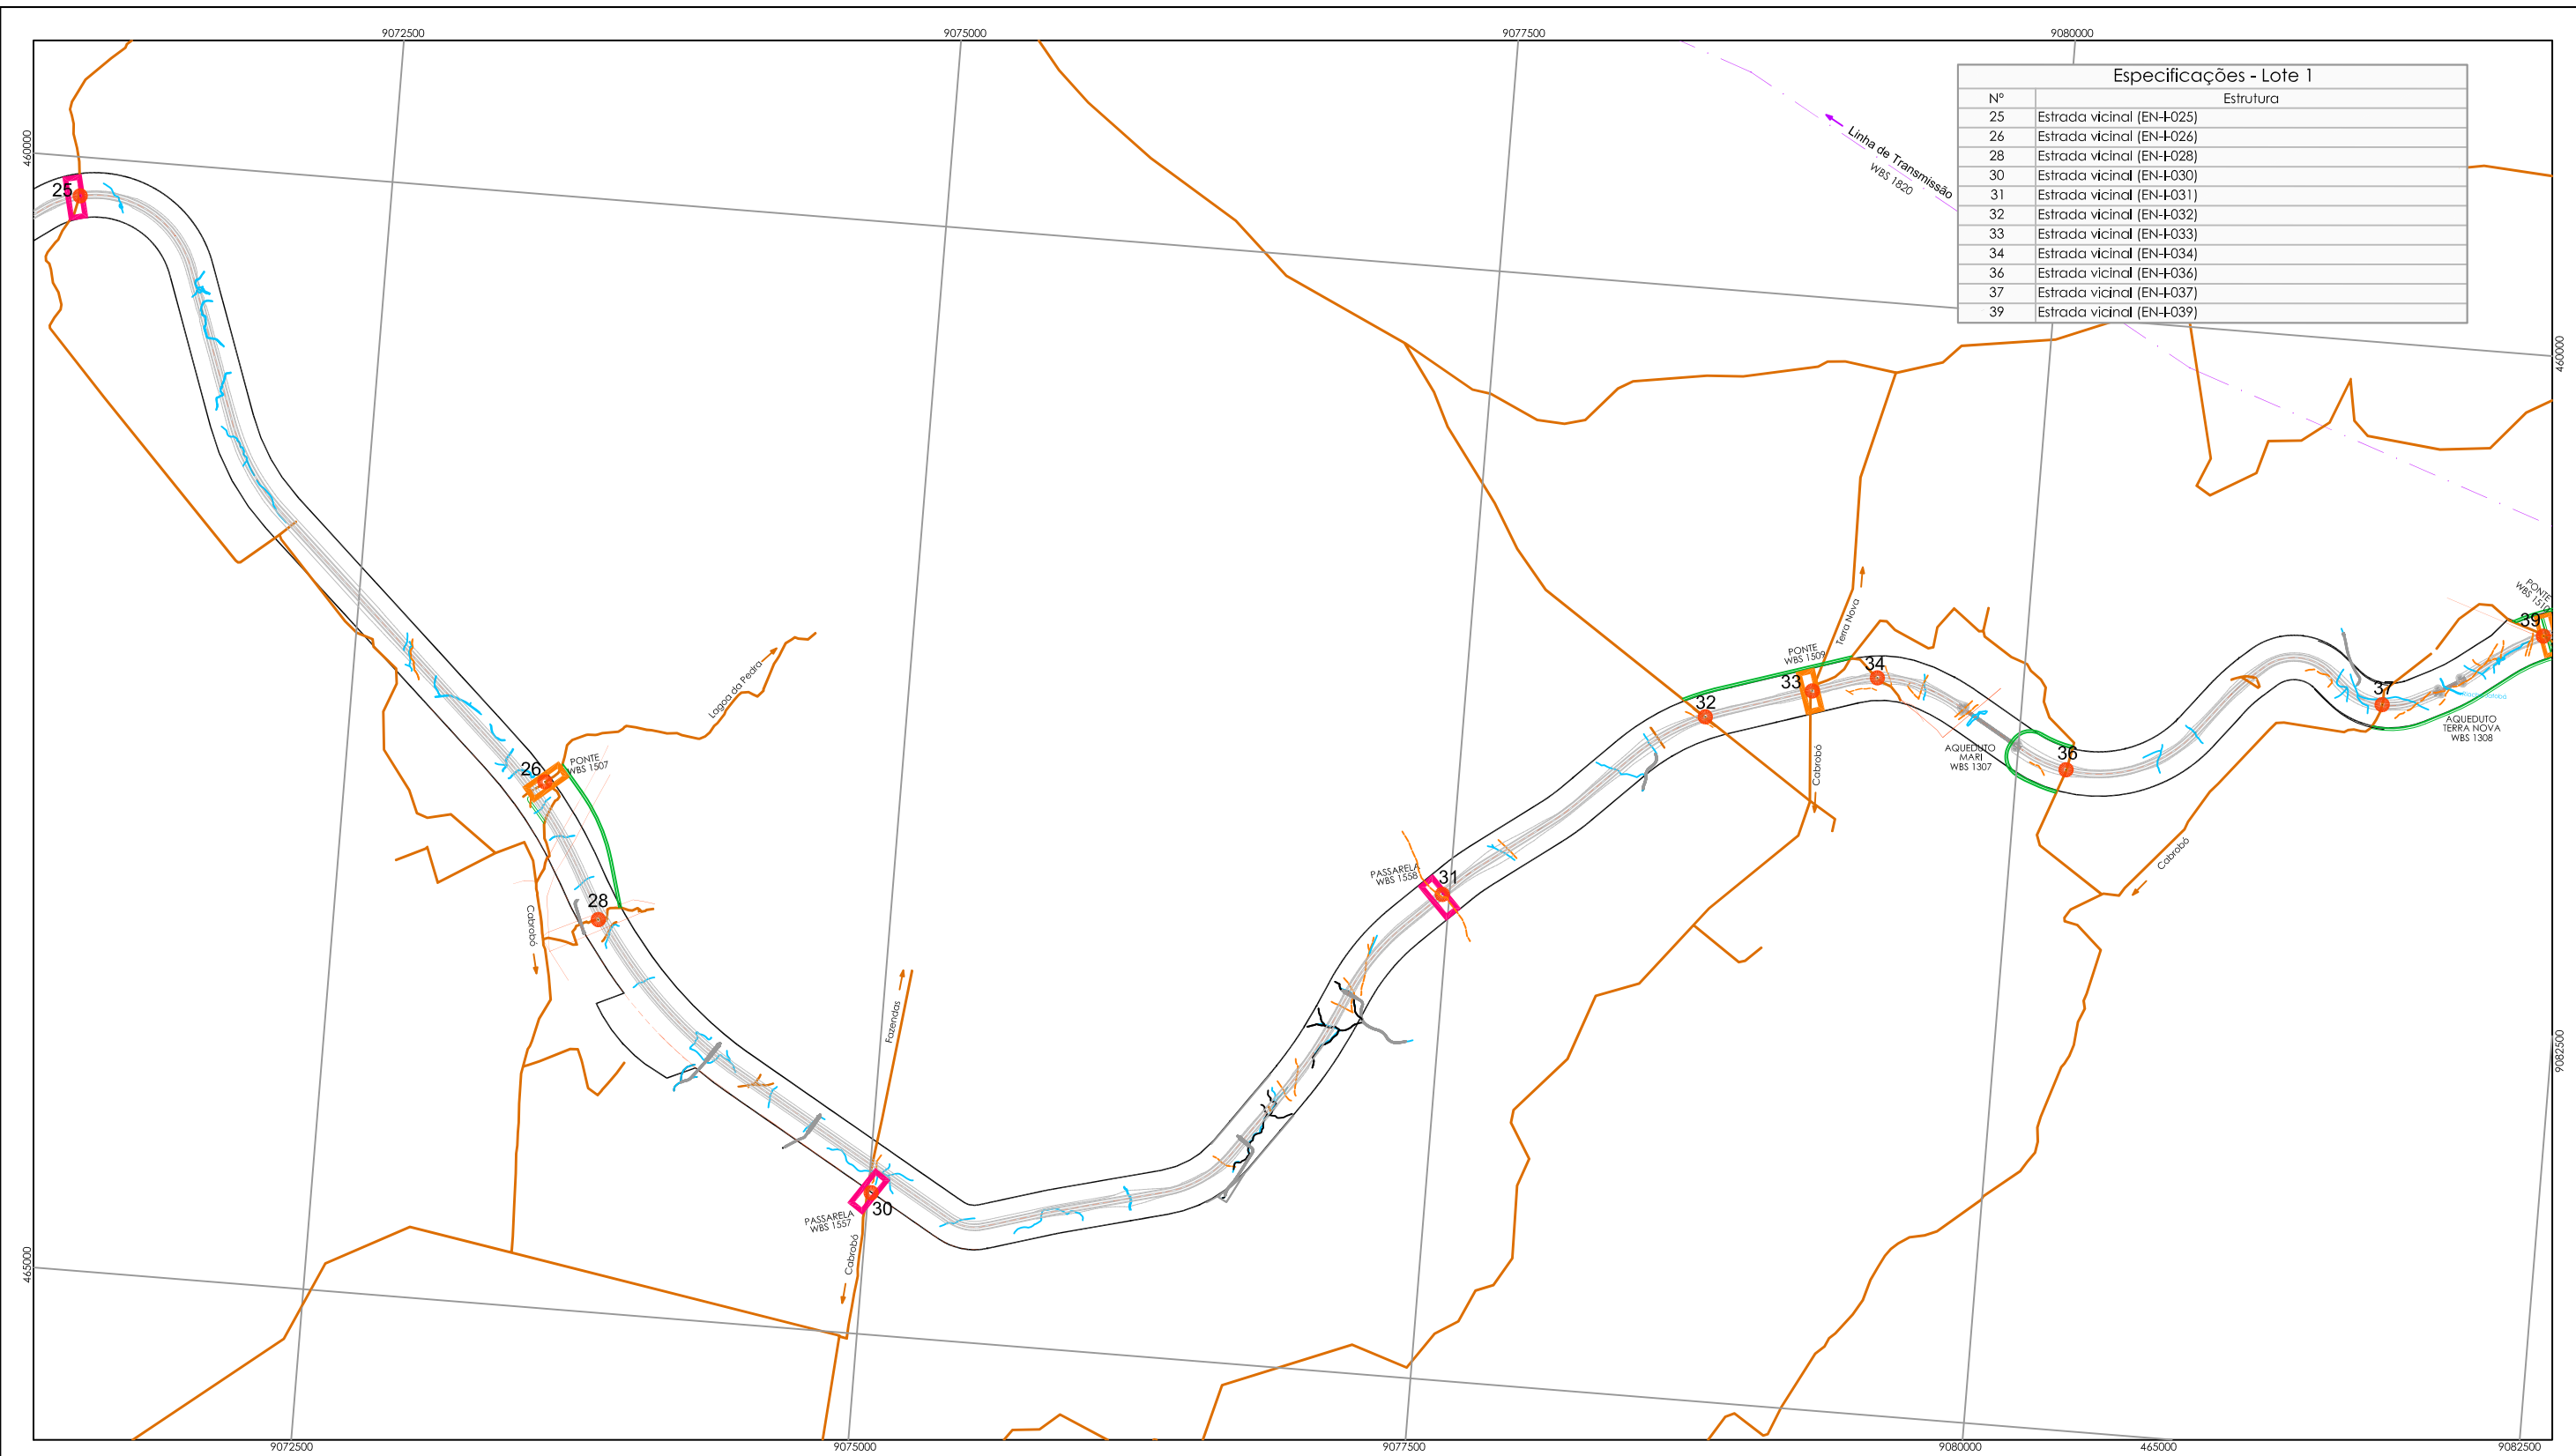 9072500
9075000
9077500
9080000
Especificações - Lote 1
Nº Estrutura
25 Estrada vicinal (EN-I-025)
26 Estrada vicinal (EN-I-026)
28 Estrada vicinal (EN-I-028)
30 Estrada vicinal (EN-I-030)
31 Estrada vicinal (EN-I-031)
32 Estrada vicinal (EN-I-032)
33 Estrada vicinal (EN-I-033)
34 Estrada vicinal (EN-I-034)
36 Estrada vicinal (EN-I-036)
37 Estrada vicinal (EN-I-037)
39 Estrada vicinal (EN-I-039)
Linha de Transmissão
WBS 1820
460000
460000
25
PONTE
WBS 1510
39
Terra Nova
PONTE
WBS 1509
33
34
32
37
Lagoa da Pedra
26
PONTE
WBS 1507
AQUEDUTO
TERRA NOVA
WBS 1308
AQUEDUTO
MARI
WBS 1307
36
Cabrobó
Cabrobó
PASSARELA
WBS 1558
31
28
Cabrobó
Fazendas
9082500
PASSARELA
WBS 1557
30
Cabrobó
465000
9072500
9075000
9077500
9080000
465000
9082500